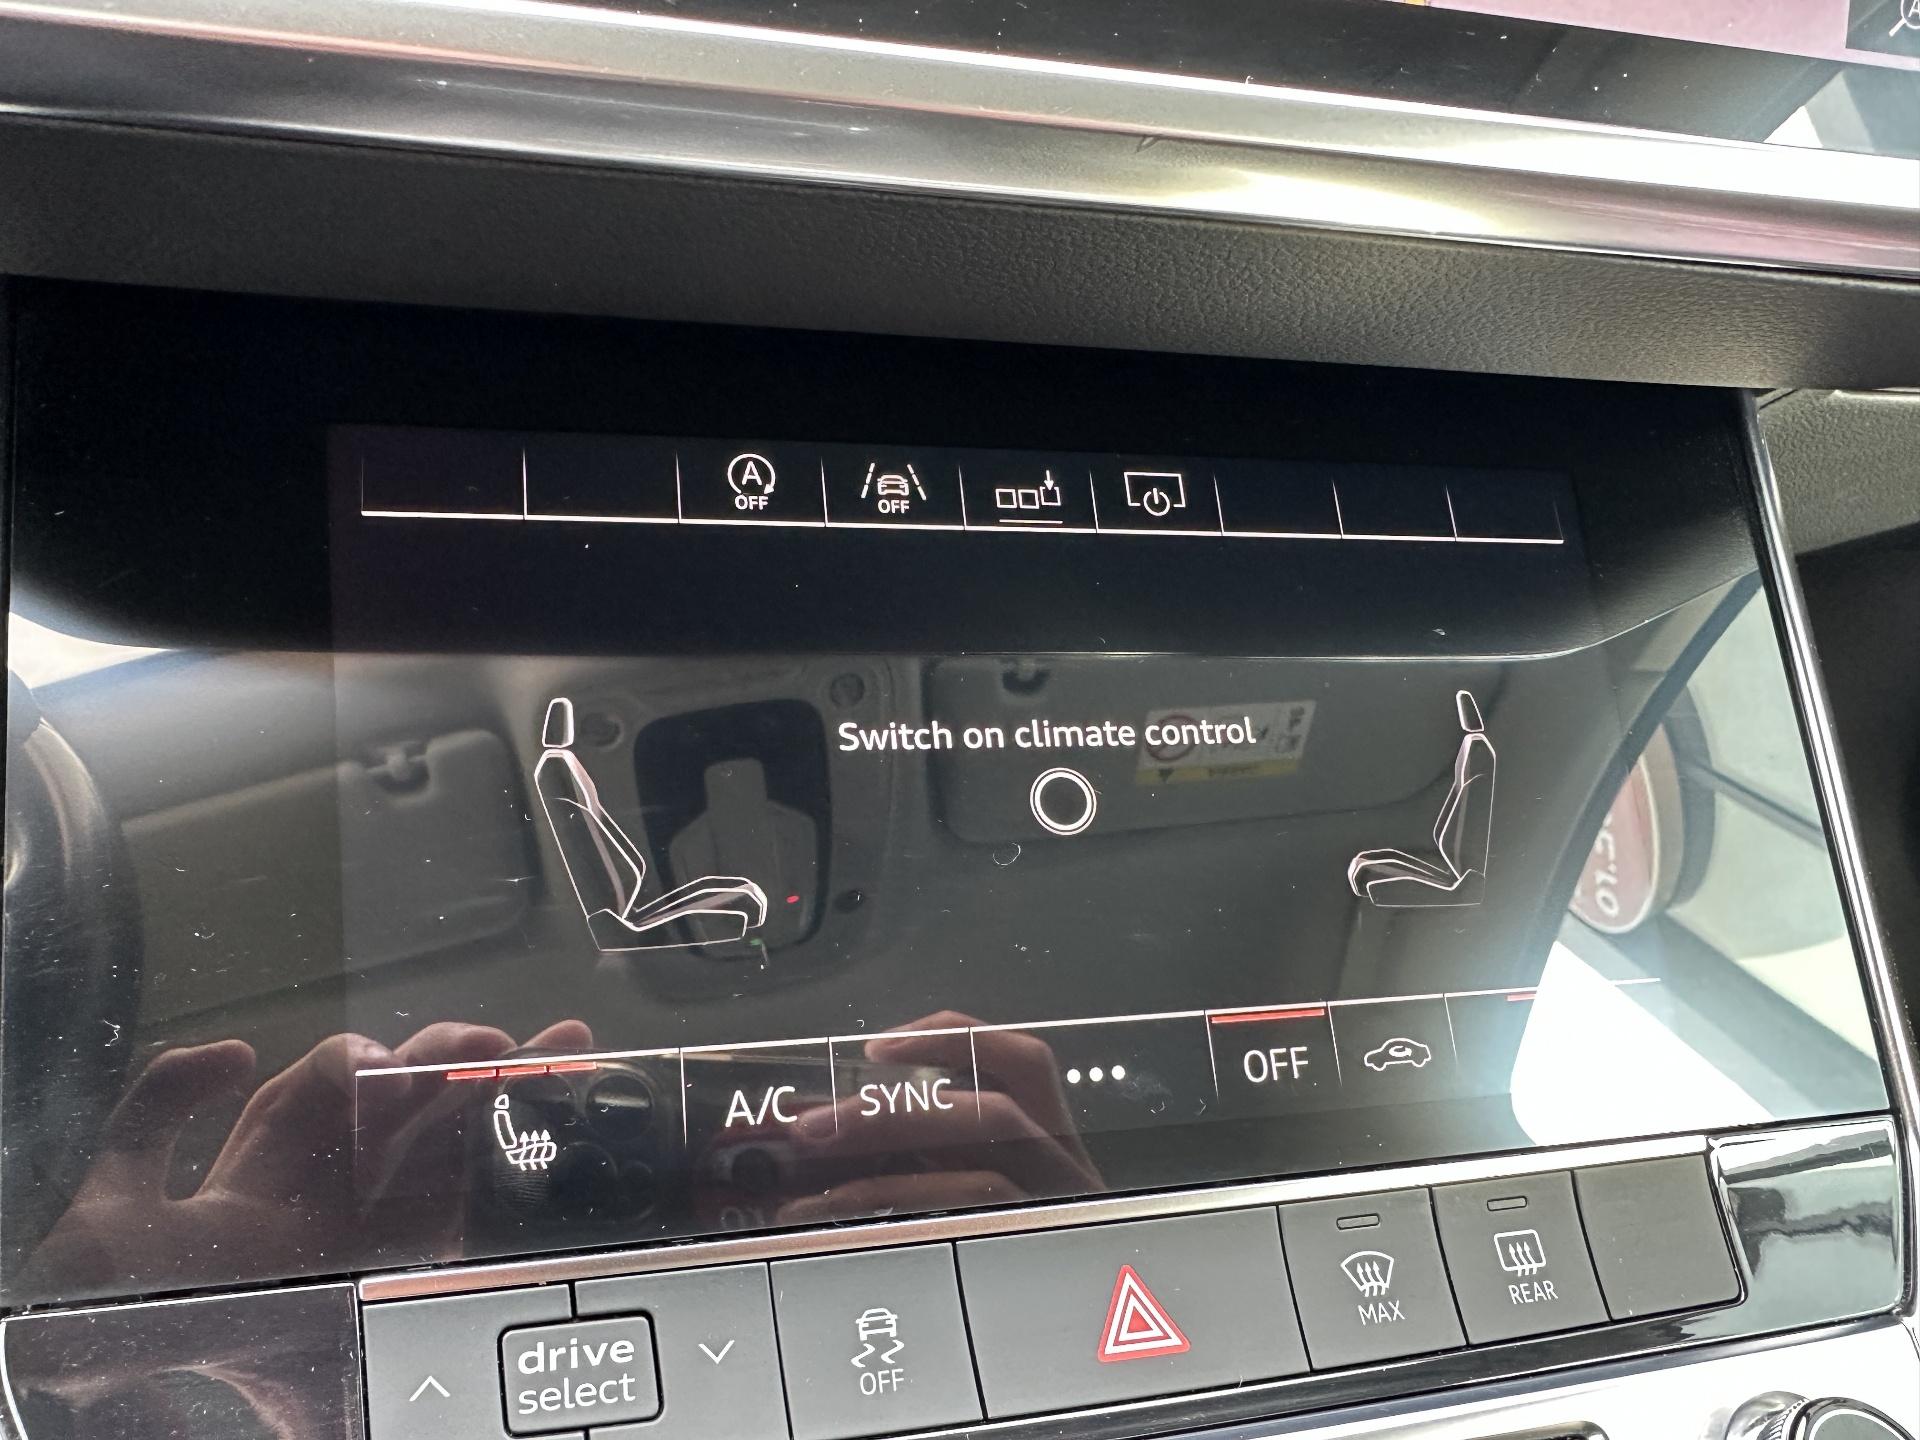 A
OFF
OFF
Switch on climate control
A/C
SYNC
...
OFF
drive
select
OFF
MAX
REAR